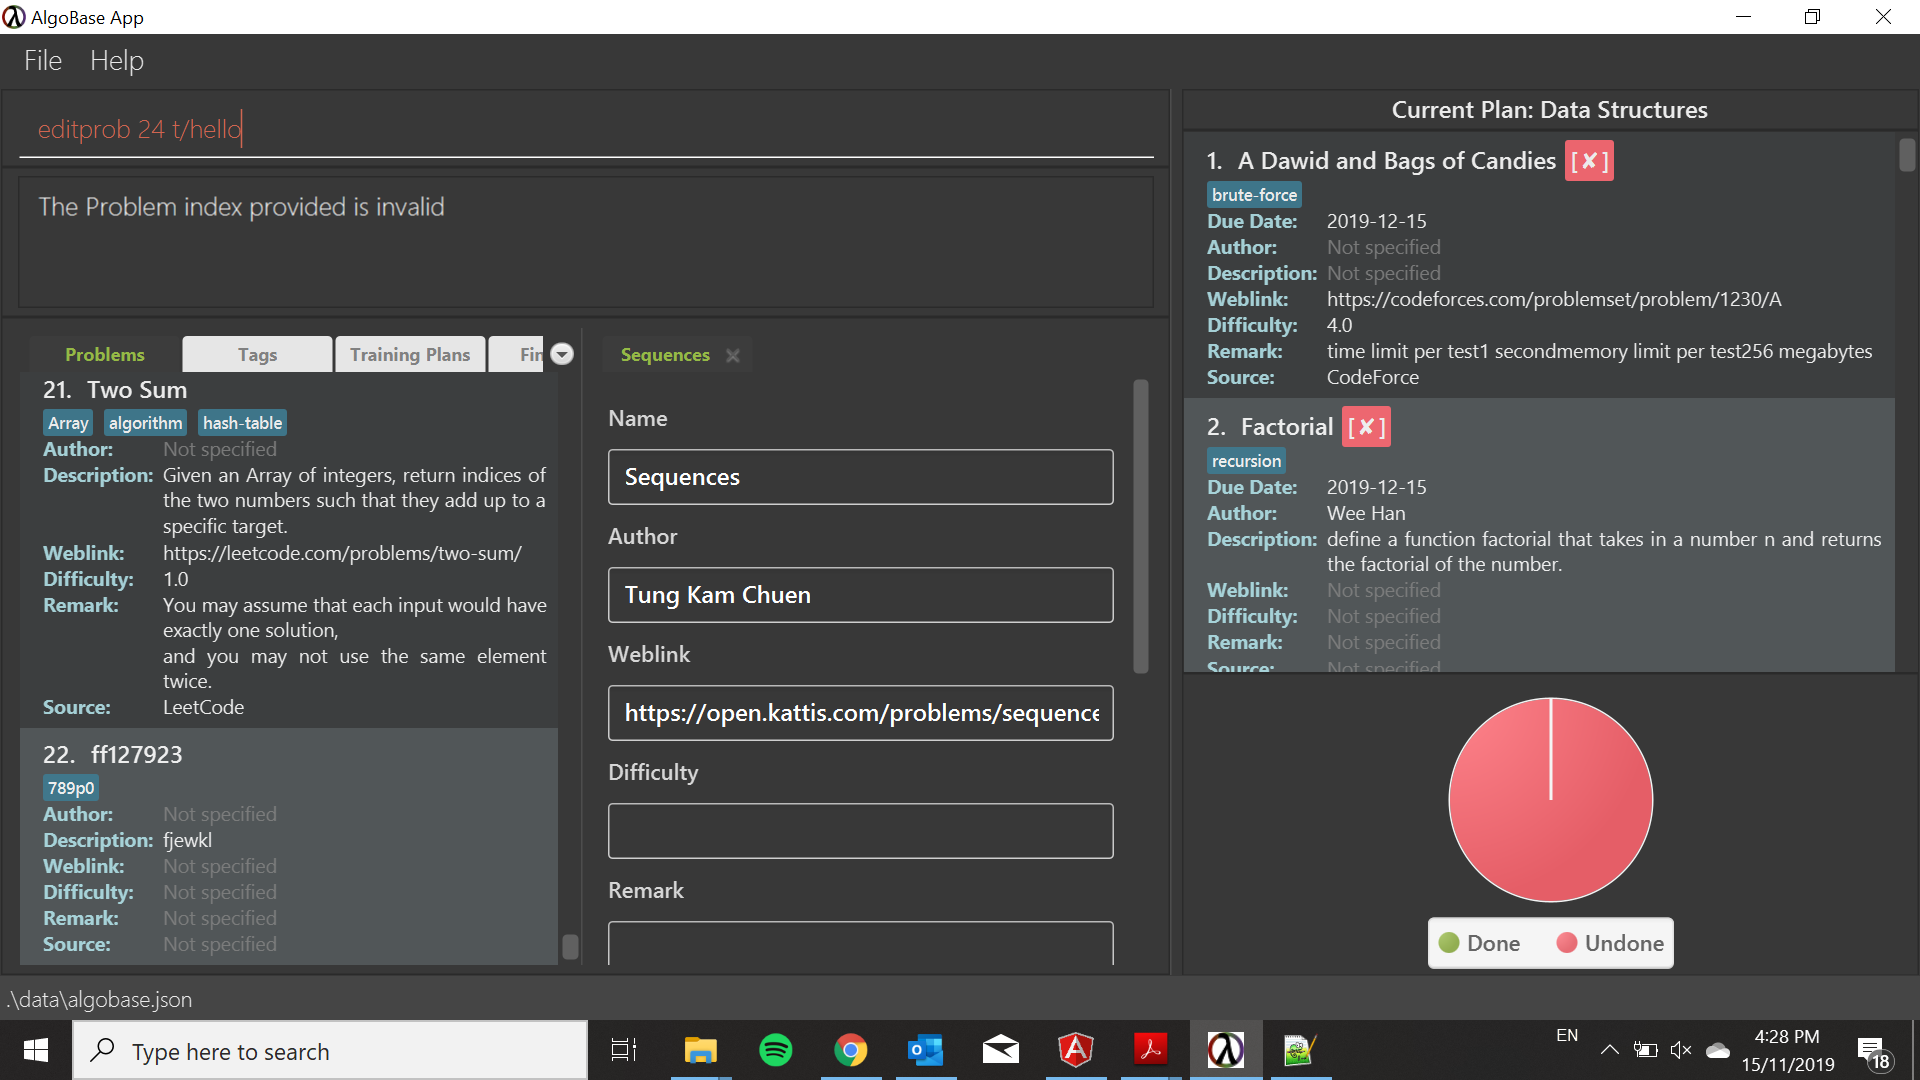 AlgoBase App
File Help
editprob 24 t/hello
The Problem index provided is invalid
Problems Tags Training Plans Fin
21. Two Sum
Array algorithm hash-table
Author: Not specified
Description: Given an Array of integers, return indices of
the two numbers such that they add up to a
specific target.
Weblink: https://leetcode.com/problems/two-sum/
Difficulty: 1.0
Remark: You may assume that each input would have
exactly one solution,
and you may not use the same element
twice.
Source: LeetCode
22. ff127923
789p0
Author: Not specified
Description: fjewkl
Weblink: Not specified
Difficulty: Not specified
Remark: Not specified
Source: Not specified
Sequences
Name
Sequences
Author
Tung Kam Chuen
Weblink
https://open.kattis.com/problems/sequence
Difficulty
Remark
Current Plan: Data Structures
1. A Dawid and Bags of Candies [✘]
brute-force
Due Date: 2019-12-15
Author: Not specified
Description: Not specified
Weblink: https://codeforces.com/problemset/problem/1230/A
Difficulty: 4.0
Remark: time limit per test1 secondmemory limit per test256 megabytes
Source: CodeForce
2. Factorial [✘]
recursion
Due Date: 2019-12-15
Author: Wee Han
Description: define a function factorial that takes in a number n and returns
the factorial of the number.
Weblink: Not specified
Difficulty: Not specified
Remark: Not specified
Source: Not specified
Done Undone
.\data\algobase.json
Type here to search
EN
4:28 PM
15/11/2019
18